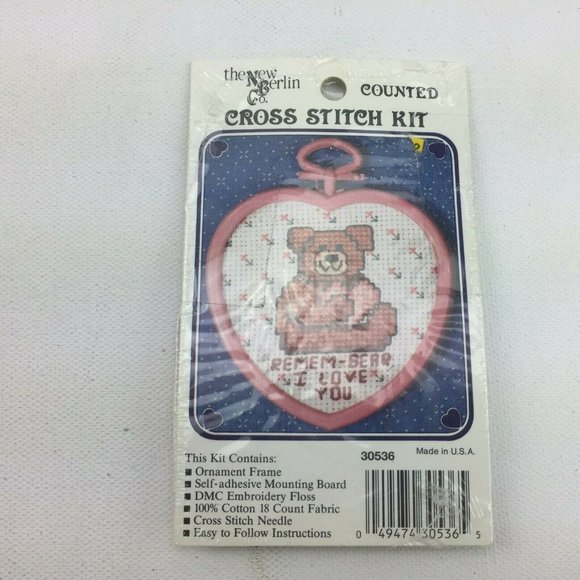 the New Berlin Co.
COUNTED
CROSS STITCH KIT
REMEM-BEAR
I LOVE
YOU
This Kit Contains:
Ornament Frame
Self-adhesive Mounting Board
DMC Embroidery Floss
100% Cotton 18 Count Fabric
Cross Stitch Needle
Easy to Follow Instructions
30536
Made in U.S.A.
0 49474 30536 5